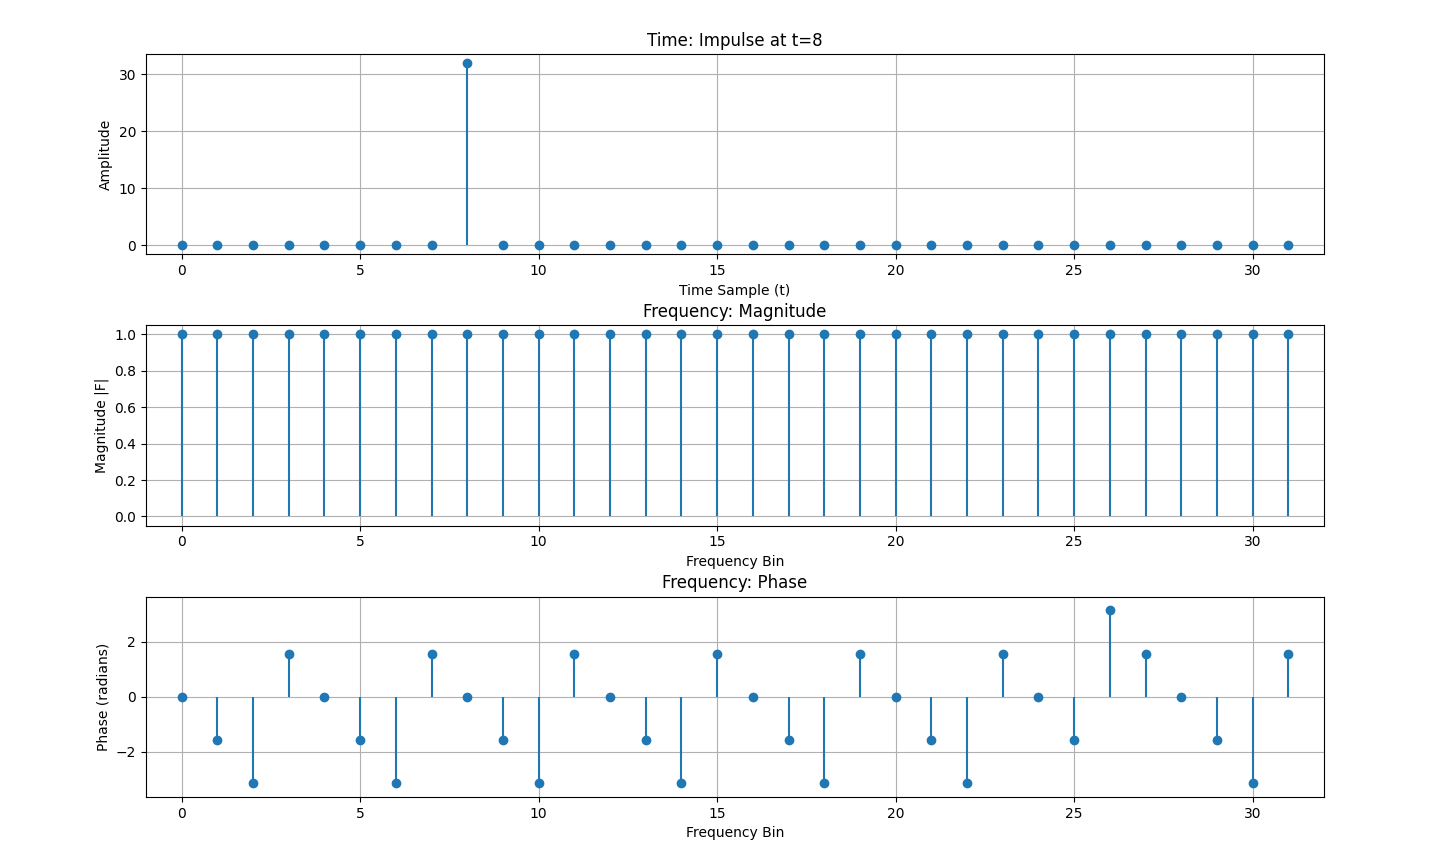 Time: Impulse at t=8
30
20
10
0
Amplitude
0 5 10 15 20 25 30
Time Sample (t)
Frequency: Magnitude
1.0
0.8
0.6
0.4
0.2
0.0
Magnitude |F|
0 5 10 15 20 25 30
Frequency Bin
Frequency: Phase
2
0
−2
Phase (radians)
0 5 10 15 20 25 30
Frequency Bin